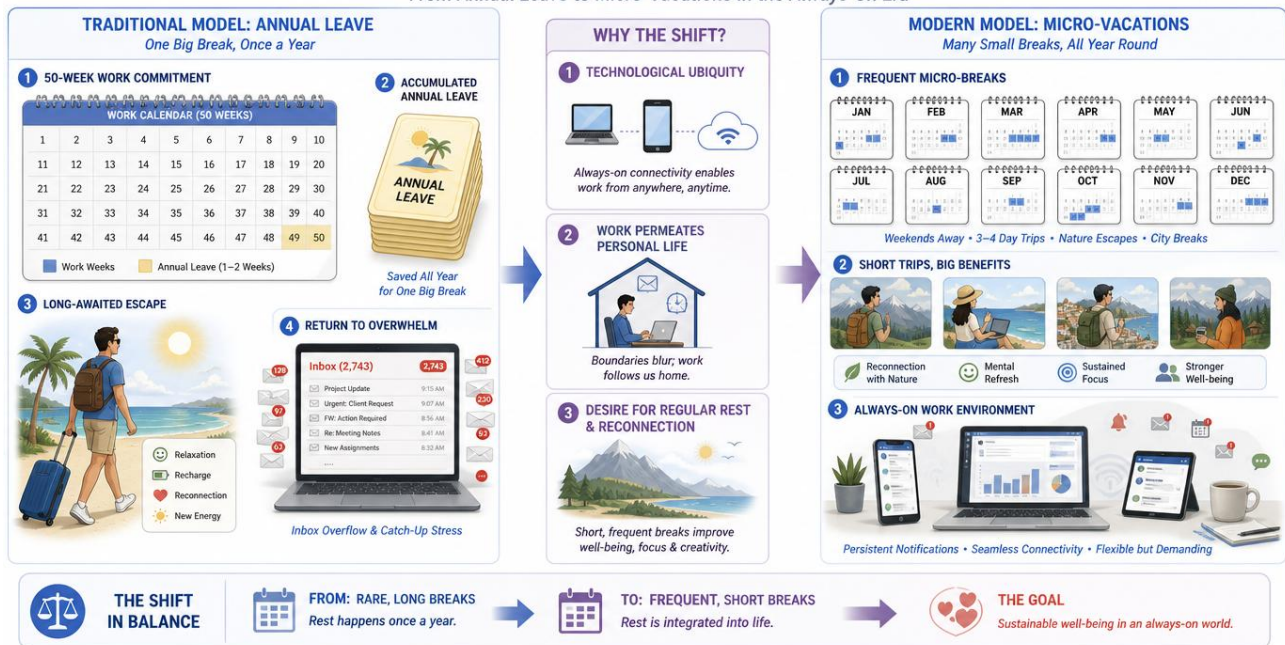 TRADITIONAL MODEL: ANNUAL LEAVE
One Big Break, Once a Year
1 50-WEEK WORK COMMITMENT
WORK CALENDAR (50 WEEKS)
1 2 3 4 5 6 7 8 9 10
11 12 13 14 15 16 17 18 19 20
21 22 23 24 25 26 27 28 29 30
31 32 33 34 35 36 37 38 39 40
41 42 43 44 45 46 47 48 49 50
Work Weeks
Annual Leave (1–2 Weeks)
2 ACCUMULATED
ANNUAL LEAVE
ANNUAL
LEAVE
Saved All Year
for One Big Break
3 LONG-AWAITED ESCAPE
Relaxation
Recharge
Reconnection
New Energy
4 RETURN TO OVERWHELM
128
97
63
Inbox (2,743) 2,743
Project Update 9:15 AM
Urgent: Client Request 9:07 AM
FW: Action Required 8:56 AM
Re: Meeting Notes 8:41 AM
New Assignments 8:32 AM
412
230
93
Inbox Overflow & Catch-Up Stress
WHY THE SHIFT?
1 TECHNOLOGICAL UBIQUITY
Always-on connectivity enables
work from anywhere, anytime.
2 WORK PERMEATES
PERSONAL LIFE
Boundaries blur; work
follows us home.
3 DESIRE FOR REGULAR REST
& RECONNECTION
Short, frequent breaks improve
well-being, focus & creativity.
MODERN MODEL: MICRO-VACATIONS
Many Small Breaks, All Year Round
1 FREQUENT MICRO-BREAKS
JAN FEB MAR APR MAY JUN
JUL AUG SEP OCT NOV DEC
Weekends Away • 3–4 Day Trips • Nature Escapes • City Breaks
2 SHORT TRIPS, BIG BENEFITS
Reconnection
with Nature
Mental
Refresh
Sustained
Focus
Stronger
Well-being
3 ALWAYS-ON WORK ENVIRONMENT
Persistent Notifications • Seamless Connectivity • Flexible but Demanding
THE SHIFT
IN BALANCE
FROM: RARE, LONG BREAKS
Rest happens once a year.
TO: FREQUENT, SHORT BREAKS
Rest is integrated into life.
THE GOAL
Sustainable well-being in an always-on world.